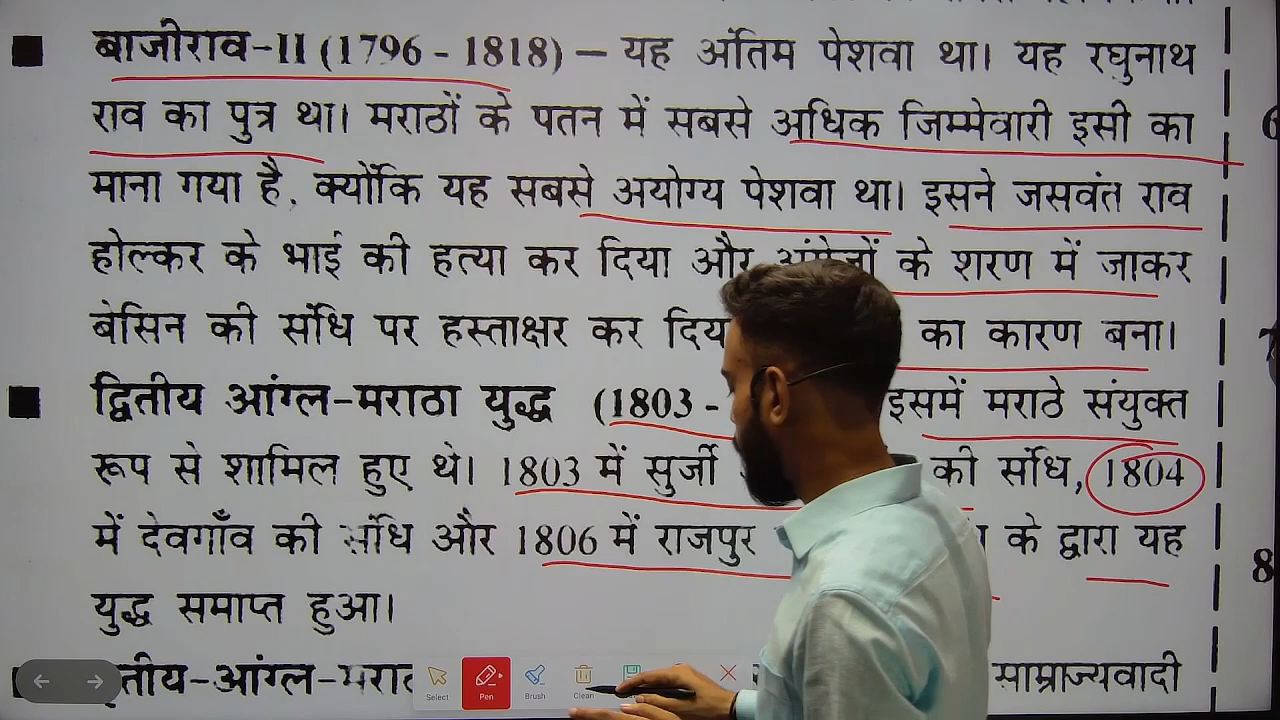 बाजीराव-II (1796 - 1818) – यह अंतिम पेशवा था। यह रघुनाथ
राव का पुत्र था। मराठों के पतन में सबसे अधिक जिम्मेवारी इसी का
माना गया है, क्योंकि यह सबसे अयोग्य पेशवा था। इसने जसवंत राव
होल्कर के भाई की हत्या कर दिया और अंग्रेजों के शरण में जाकर
बेसिन की संधि पर हस्ताक्षर कर का कारण बना।
द्वितीय आंग्ल-मराठा युद्ध (1803 - इसमें मराठे संयुक्त
रूप से शामिल हुए थे। 1803 में सुर्जी की संधि, 1804
में देवगाँव की संधि और 1806 में राजपुर के द्वारा यह
युद्ध समाप्त हुआ।
साम्राज्यवादी
Select Pen Brush Clean
8